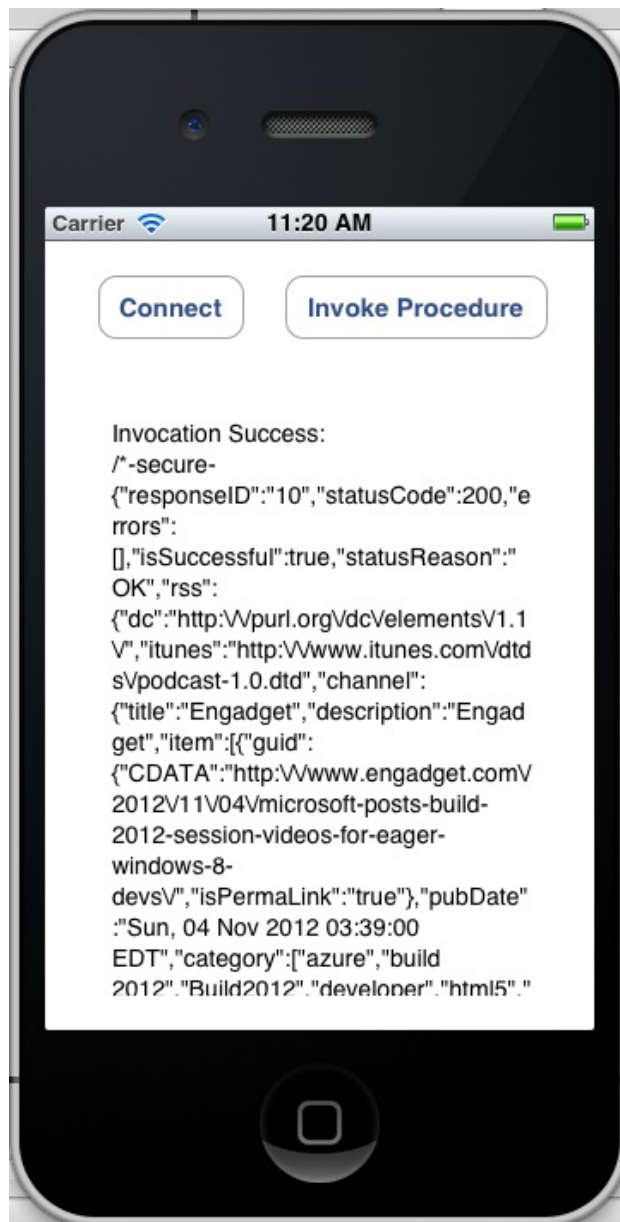 Carrier 11:20 AM
Connect Invoke Procedure
Invocation Success:
/*-secure-
{"responseID":"10","statusCode":200,"e
rrors":
[],"isSuccessful":true,"statusReason":"
OK","rss":
{"dc":"http:\/\/purl.org\/dc\/elements\/1.1
\/","itunes":"http:\/\/www.itunes.com\/dtd
s\/podcast-1.0.dtd","channel":
{"title":"Engadget","description":"Engad
get","item":[{"guid":
{"CDATA":"http:\/\/www.engadget.com\/
2012\/11\/04\/microsoft-posts-build-
2012-session-videos-for-eager-
windows-8-
devs\/","isPermaLink":"true"},"pubDate"
:"Sun, 04 Nov 2012 03:39:00
EDT","category":["azure","build
2012","Build2012","developer","html5","